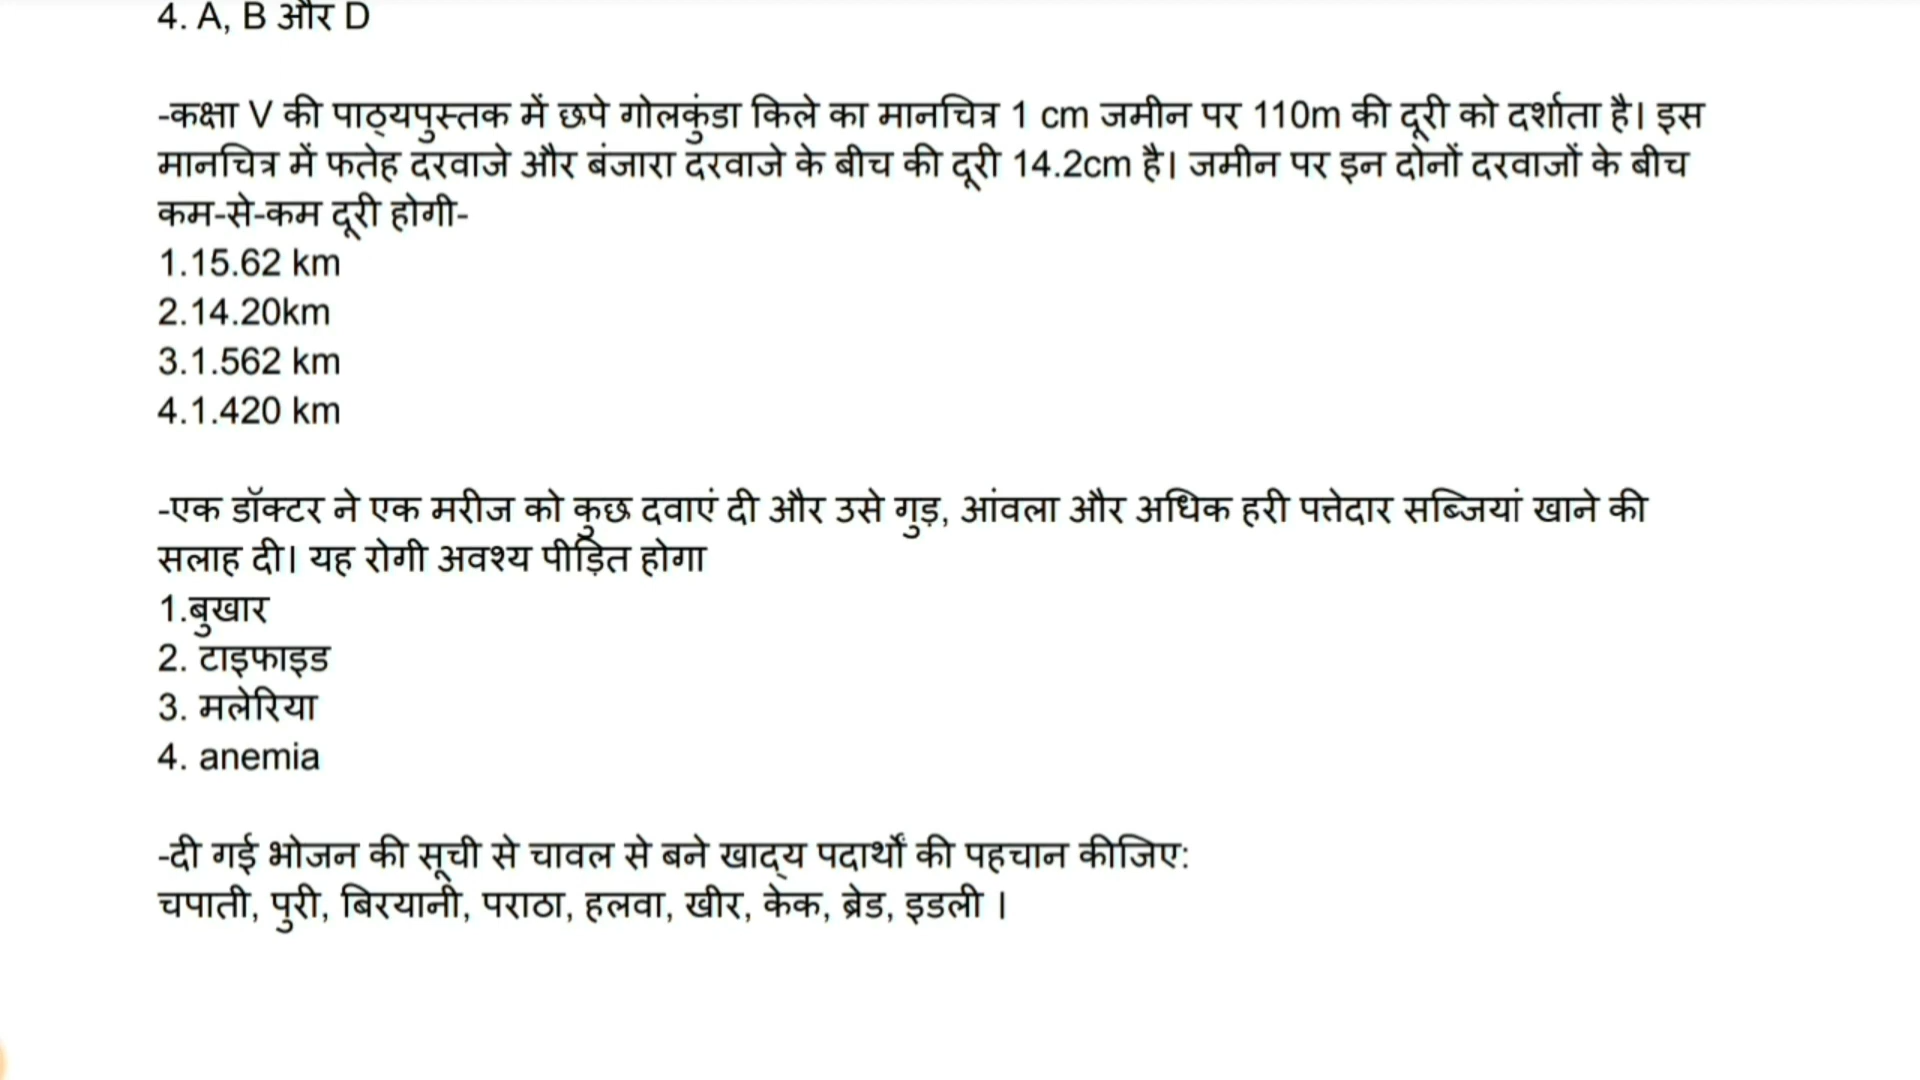 4. A, B और D
-कक्षा V की पाठ्यपुस्तक में छपे गोलकुंडा किले का मानचित्र 1 cm जमीन पर 110m की दूरी को दर्शाता है। इस
मानचित्र में फतेह दरवाजे और बंजारा दरवाजे के बीच की दूरी 14.2cm है। जमीन पर इन दोनों दरवाजों के बीच
कम-से-कम दूरी होगी-
1.15.62 km
2.14.20km
3.1.562 km
4.1.420 km
-एक डॉक्टर ने एक मरीज को कुछ दवाएं दी और उसे गुड़, आंवला और अधिक हरी पत्तेदार सब्जियां खाने की
सलाह दी। यह रोगी अवश्य पीड़ित होगा
1.बुखार
2. टाइफाइड
3. मलेरिया
4. anemia
-दी गई भोजन की सूची से चावल से बने खाद्य पदार्थों की पहचान कीजिए:
चपाती, पुरी, बिरयानी, पराठा, हलवा, खीर, केक, ब्रेड, इडली ।